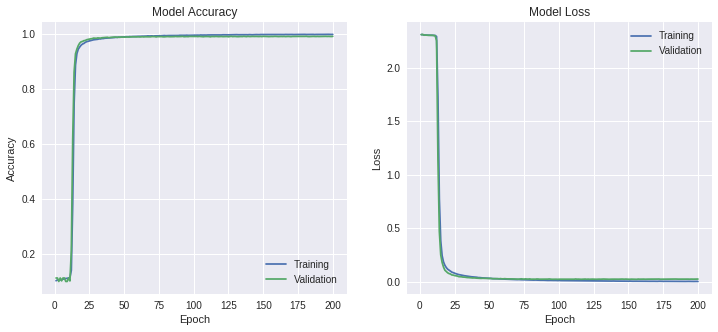 Model Accuracy
Accuracy
1.0
0.8
0.6
0.4
0.2
Training
Validation
0 25 50 75 100 125 150 175 200
Epoch
Model Loss
Loss
2.0
1.5
1.0
0.5
0.0
Training
Validation
0 25 50 75 100 125 150 175 200
Epoch